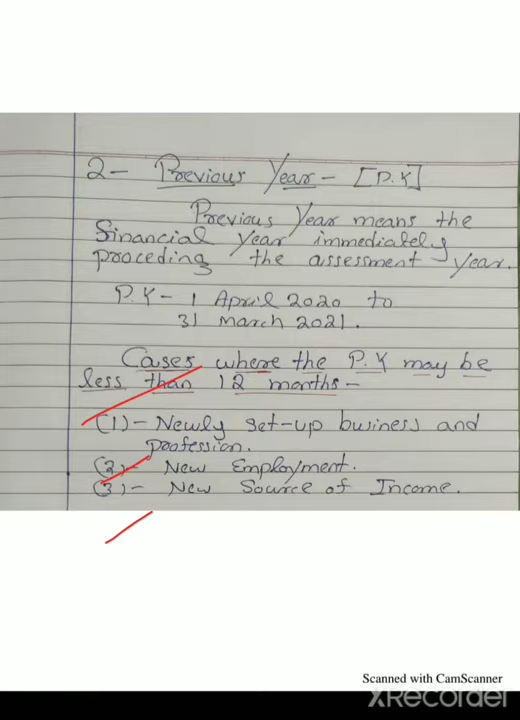 2- Previous Year - [P.Y]
Previous Year means the
financial year immediately
proceding the assessment year.
P.Y- 1 April 2020 to
31 March 2021.
Cases where the P.Y may be
less than 12 months-
(1)- Newly set-up business and
profession.
(2)- New Employment.
(3)- New Source of Income.
Scanned with CamScanner
XRecorder